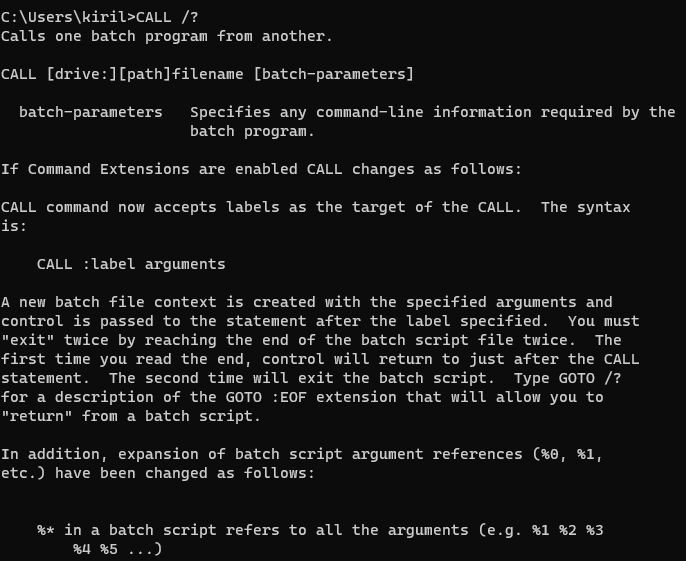 C:\Users\kiril>CALL /?
Calls one batch program from another.
CALL [drive:][path]filename [batch-parameters]
batch-parameters   Specifies any command-line information required by the
batch program.
If Command Extensions are enabled CALL changes as follows:
CALL command now accepts labels as the target of the CALL.  The syntax
is:
CALL :label arguments
A new batch file context is created with the specified arguments and
control is passed to the statement after the label specified.  You must
"exit" twice by reaching the end of the batch script file twice.  The
first time you read the end, control will return to just after the CALL
statement.  The second time will exit the batch script.  Type GOTO /?
for a description of the GOTO :EOF extension that will allow you to
"return" from a batch script.
In addition, expansion of batch script argument references (%0, %1,
etc.) have been changed as follows:
%* in a batch script refers to all the arguments (e.g. %1 %2 %3
%4 %5 ...)